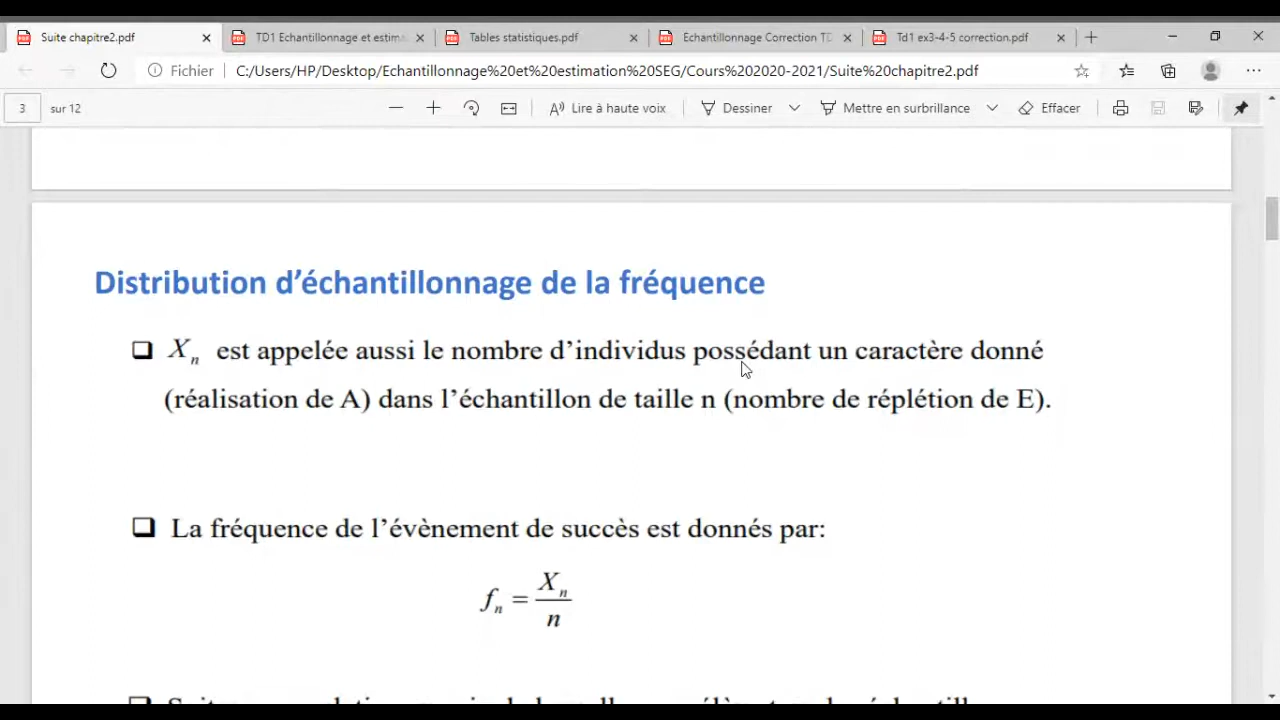 Suite chapitre2.pdf
TD1 Echantillonnage et estima
Tables statistiques.pdf
Echantillonnage Correction TD
Td1 ex3-4-5 correction.pdf
Fichier C:/Users/HP/Desktop/Echantillonnage%20et%20estimation%20SEG/Cours%202020-2021/Suite%20chapitre2.pdf
3 sur 12 Lire à haute voix Dessiner Mettre en surbrillance Effacer
Distribution d'échantillonnage de la fréquence
X_n est appelée aussi le nombre d'individus possédant un caractère donné
(réalisation de A) dans l'échantillon de taille n (nombre de réplétion de E).
La fréquence de l'évènement de succès est donnés par:
f_n = X_n / n